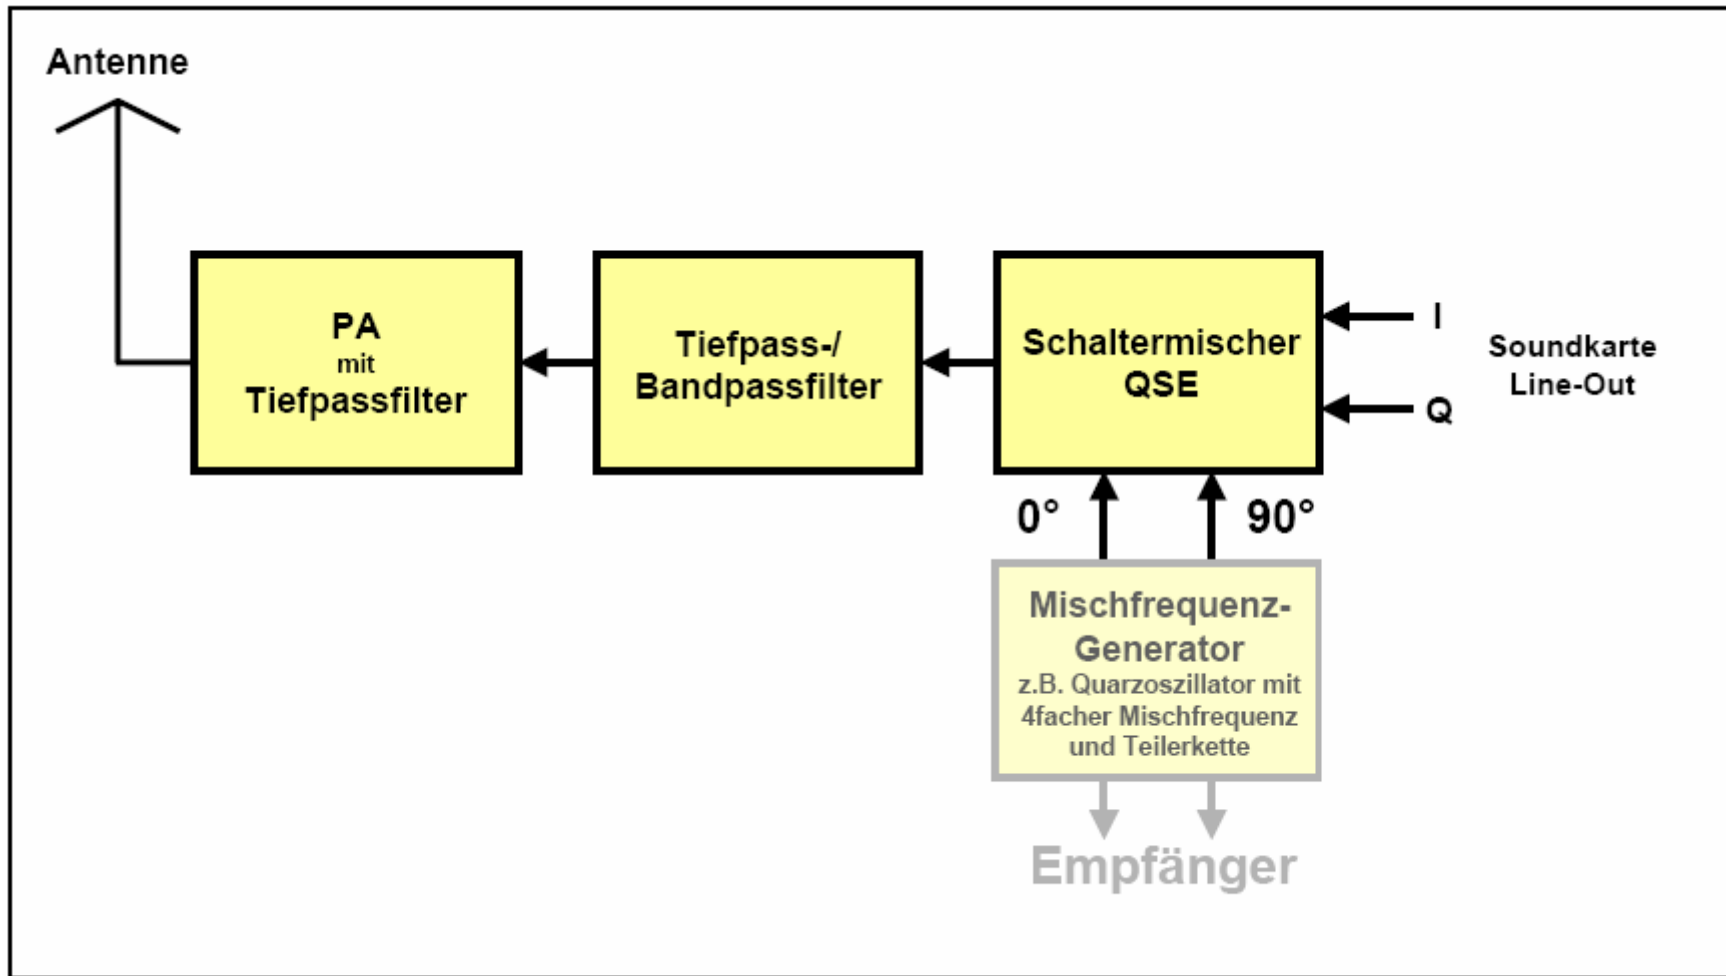 Antenne
PA
mit
Tiefpassfilter
Tiefpass-/
Bandpassfilter
Schaltermischer
QSE
I
Q
Soundkarte
Line-Out
0°
90°
Mischfrequenz-
Generator
z.B. Quarzoszillator mit
4facher Mischfrequenz
und Teilerkette
Empfänger